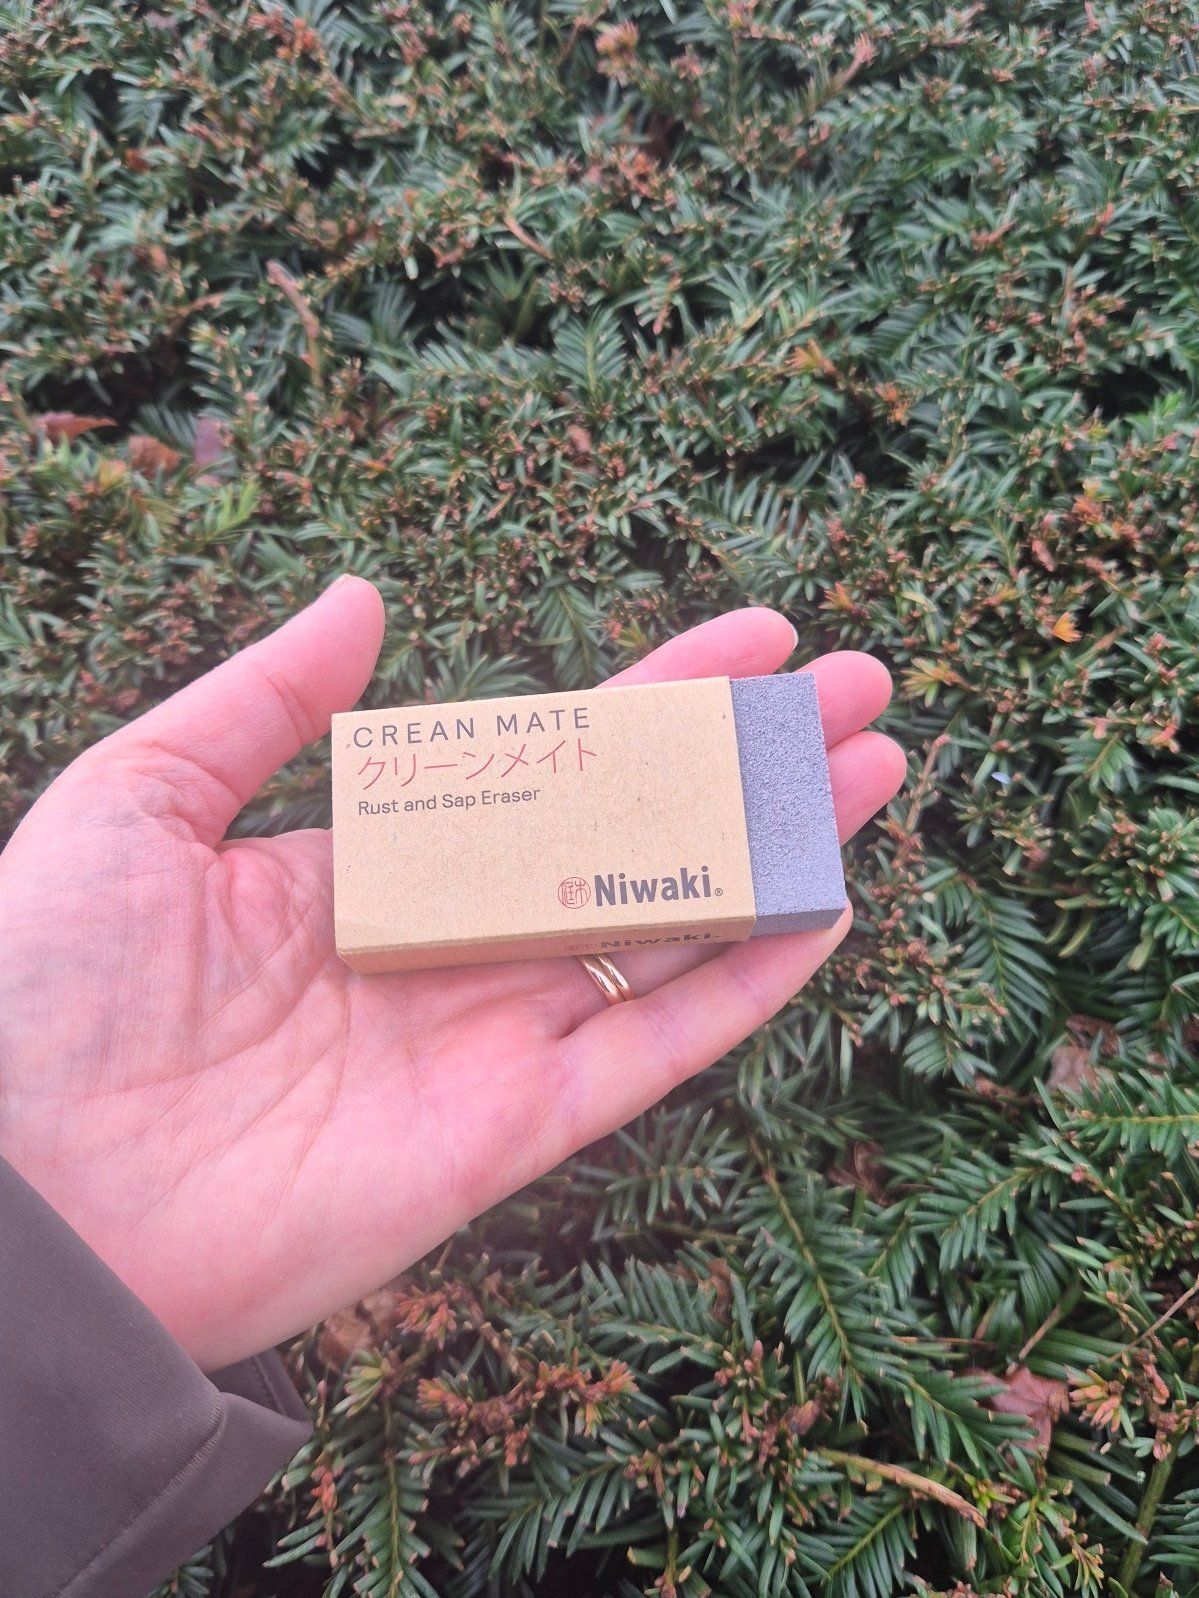 CREAN MATE
クリーンメイト
Rust and Sap Eraser
Niwaki®
Niwaki